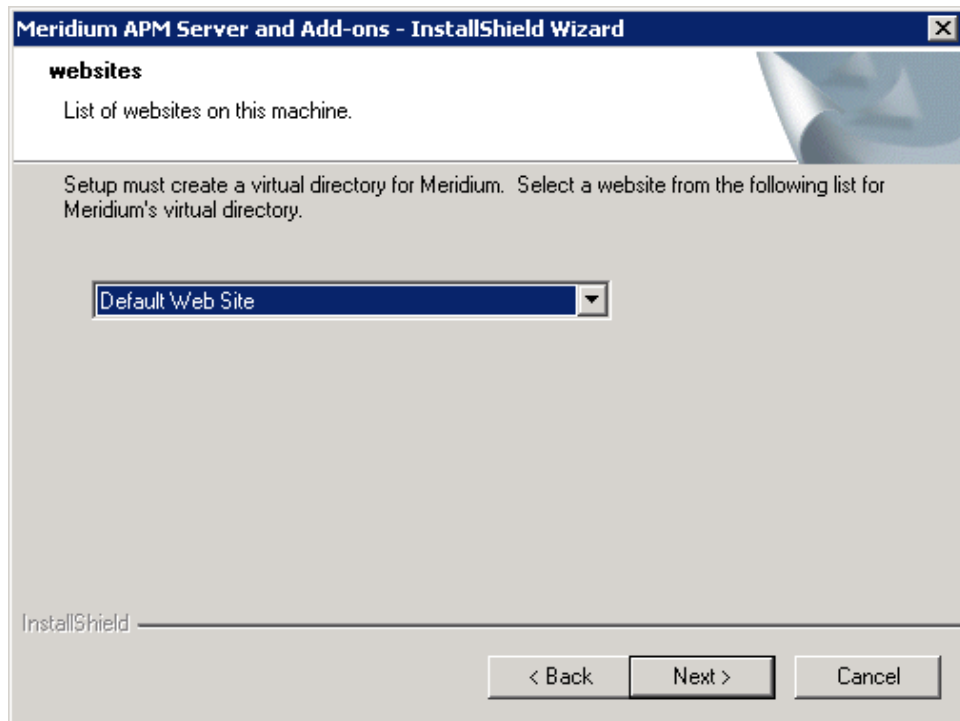 Meridium APM Server and Add-ons - InstallShield Wizard
websites
List of websites on this machine.
Setup must create a virtual directory for Meridium.  Select a website from the following list for
Meridium's virtual directory.
Default Web Site
InstallShield
< Back
Next >
Cancel